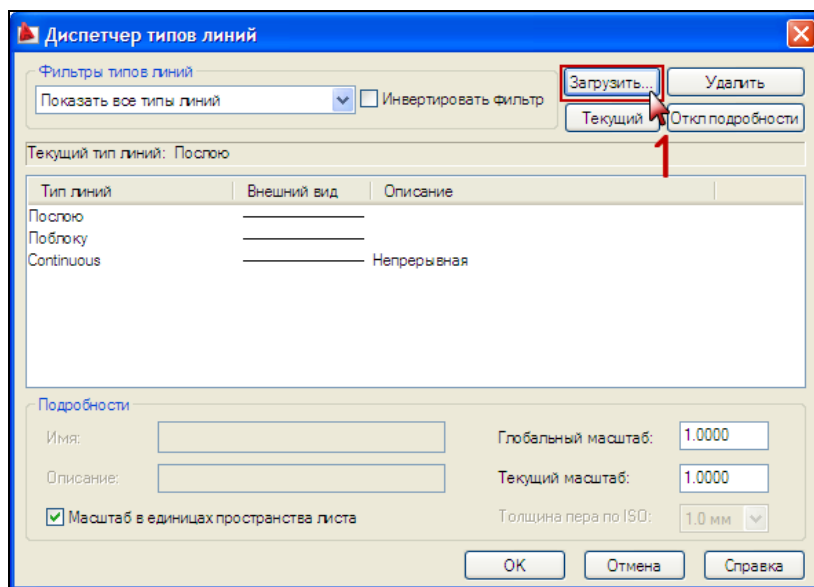 Диспетчер типов линий
Фильтры типов линий
Показать все типы линий
Инвертировать фильтр
Загрузить...
Удалить
Текущий
Откл подробности
1
Текущий тип линий: Послою
Тип линий Внешний вид Описание
Послою
Поблоку
Continuous Непрерывная
Подробности
Имя:
Глобальный масштаб: 1.0000
Описание:
Текущий масштаб: 1.0000
Масштаб в единицах пространства листа
Толщина пера по ISO: 1.0 мм
OK Отмена Справка